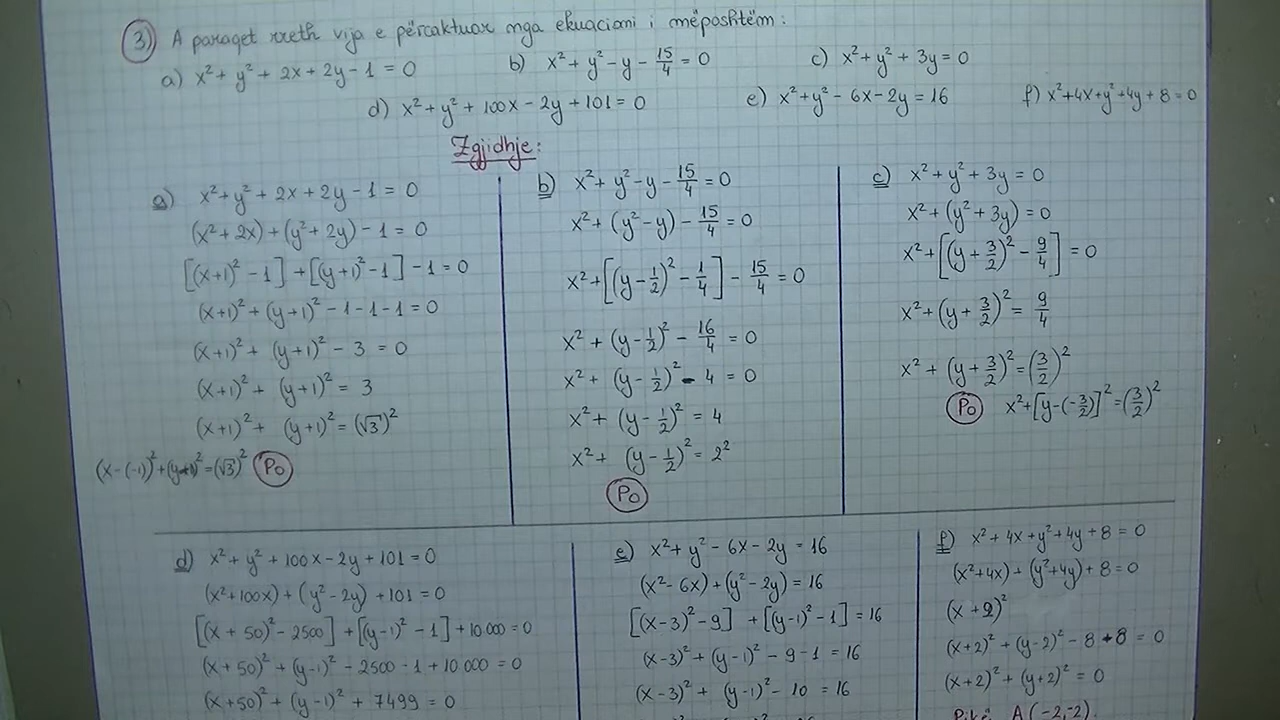 3) A paraqet rreth vija e përcaktuar nga ekuacioni i mëposhtëm:
a) x² + y² + 2x + 2y - 1 = 0 b) x² + y² - y - 15/4 = 0 c) x² + y² + 3y = 0
d) x² + y² + 100x - 2y + 101 = 0 e) x² + y² - 6x - 2y = 16 f) x² + 4x + y² + 4y + 8 = 0
Zgjidhje:
a) x² + y² + 2x + 2y - 1 = 0
(x² + 2x) + (y² + 2y) - 1 = 0
[(x+1)² - 1] + [(y+1)² - 1] - 1 = 0
(x+1)² + (y+1)² - 1 - 1 - 1 = 0
(x+1)² + (y+1)² - 3 = 0
(x+1)² + (y+1)² = 3
(x+1)² + (y+1)² = (√3)²
(x-(-1))² + (y+1)² = (√3)² Po
b) x² + y² - y - 15/4 = 0
x² + (y² - y) - 15/4 = 0
x² + [(y - 1/2)² - 1/4] - 15/4 = 0
x² + (y - 1/2)² - 16/4 = 0
x² + (y - 1/2)² - 4 = 0
x² + (y - 1/2)² = 4
x² + (y - 1/2)² = 2²
Po
c) x² + y² + 3y = 0
x² + (y² + 3y) = 0
x² + [(y + 3/2)² - 9/4] = 0
x² + (y + 3/2)² = 9/4
x² + (y + 3/2)² = (3/2)²
Po x² + [y - (-3/2)]² = (3/2)²
d) x² + y² + 100x - 2y + 101 = 0
(x² + 100x) + (y² - 2y) + 101 = 0
[(x + 50)² - 2500] + [(y-1)² - 1] + 10.000 = 0
(x+50)² + (y-1)² - 2500 - 1 + 10.000 = 0
(x+50)² + (y-1)² + 7499 = 0
e) x² + y² - 6x - 2y = 16
(x² - 6x) + (y² - 2y) = 16
[(x-3)² - 9] + [(y-1)² - 1] = 16
(x-3)² + (y-1)² - 9 - 1 = 16
(x-3)² + (y-1)² - 10 = 16
f) x² + 4x + y² + 4y + 8 = 0
(x² + 4x) + (y² + 4y) + 8 = 0
(x + 2)²
(x+2)² + (y-2)² - 8 + 8 = 0
(x+2)² + (y+2)² = 0
Pikë A(-2,-2)